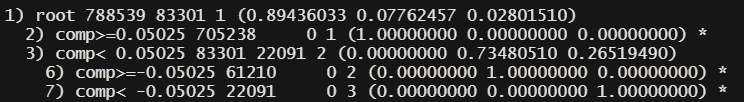 1) root 788539 83301 1 (0.89436033 0.07762457 0.02801510)
2) comp>=0.05025 705238 0 1 (1.00000000 0.00000000 0.00000000) *
3) comp< 0.05025 83301 22091 2 (0.00000000 0.73480510 0.26519490)
6) comp>=-0.05025 61210 0 2 (0.00000000 1.00000000 0.00000000) *
7) comp< -0.05025 22091 0 3 (0.00000000 0.00000000 1.00000000) *